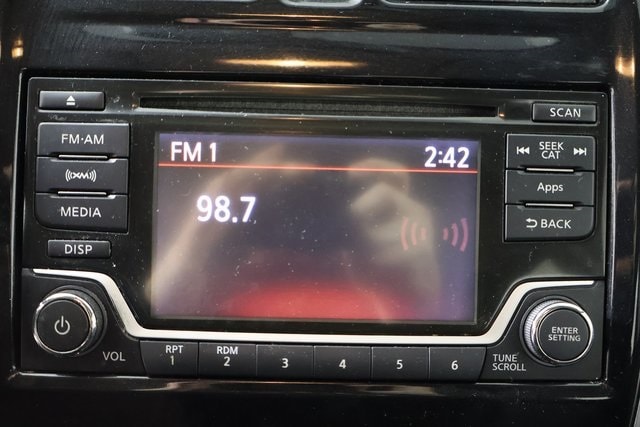 SCAN
FM·AM
SEEK
CAT
XM
FM 1
2:42
Apps
98.7
MEDIA
BACK
DISP
ENTER
SETTING
VOL
RPT
1
RDM
2
3
4
5
6
TUNE
SCROLL